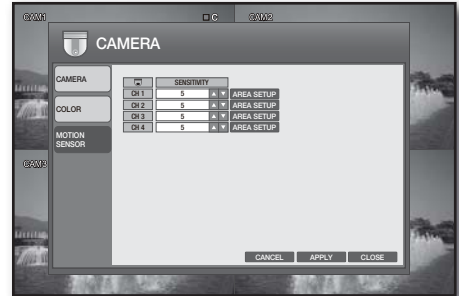 CAM1 C CAM2
CAMERA
CAMERA
SENSITIVITY
CH 1 5 AREA SETUP
COLOR
CH 2 5 AREA SETUP
CH 3 5 AREA SETUP
CH 4 5 AREA SETUP
MOTION
SENSOR
CAM3
CANCEL APPLY CLOSE